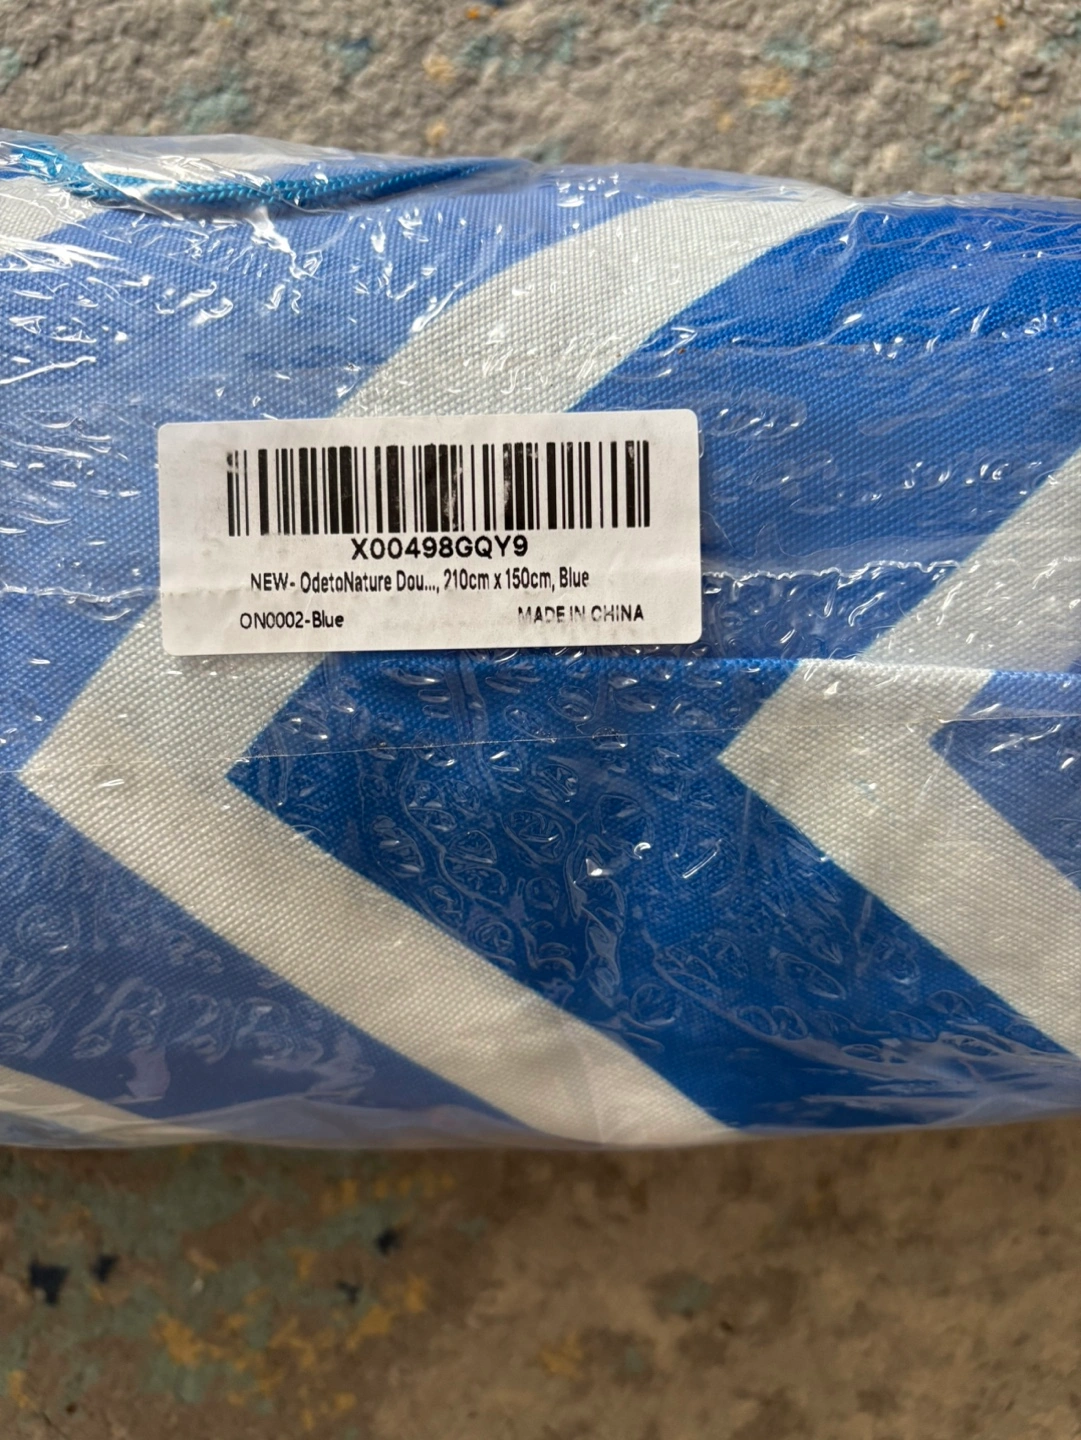 X00498GQY9
NEW- OdetoNature Dou..., 210cm x 150cm, Blue
ON0002-Blue MADE IN CHINA